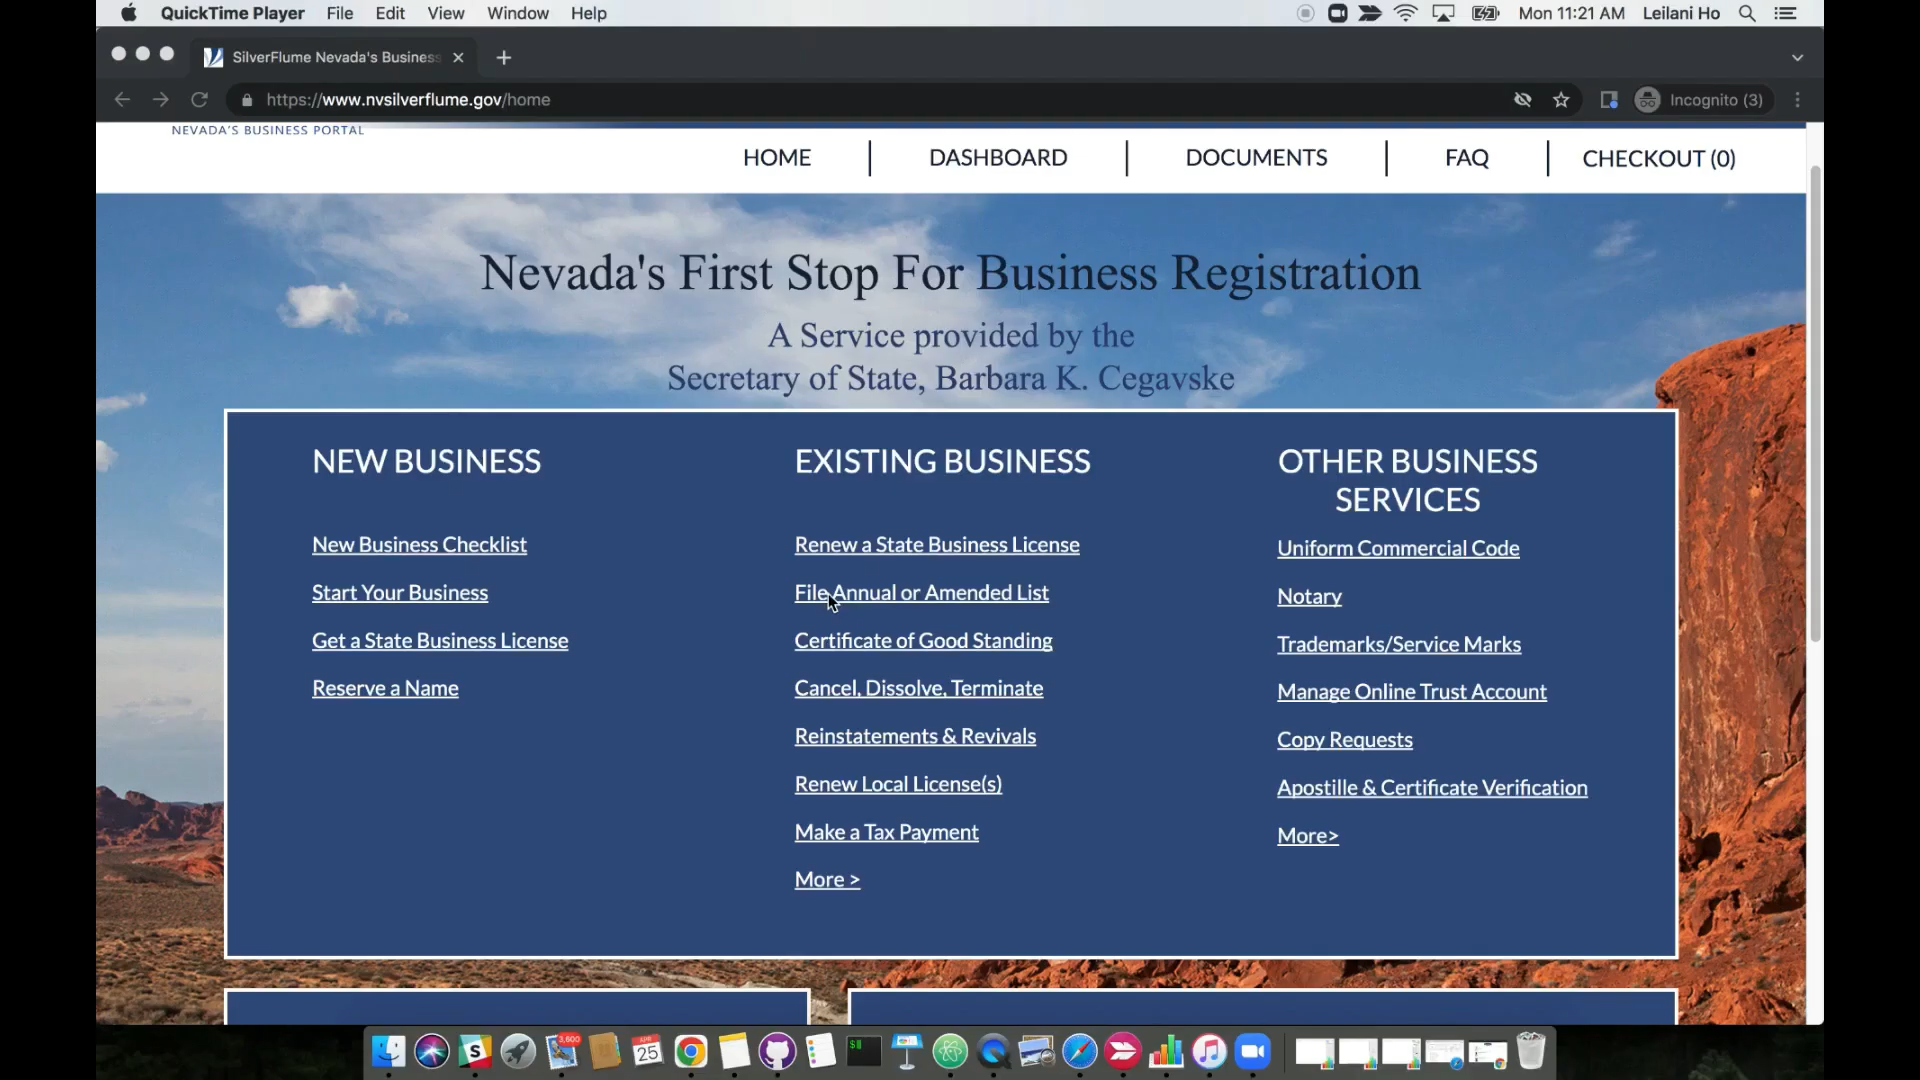 QuickTime Player File Edit View Window Help Mon 11:21 AM Leilani Ho
SilverFlume Nevada's Business
https://www.nvsilverflume.gov/home Incognito (3)
NEVADA'S BUSINESS PORTAL
HOME DASHBOARD DOCUMENTS FAQ CHECKOUT (0)
Nevada's First Stop For Business Registration
A Service provided by the
Secretary of State, Barbara K. Cegavske
NEW BUSINESS
New Business Checklist
Start Your Business
Get a State Business License
Reserve a Name
EXISTING BUSINESS
Renew a State Business License
File Annual or Amended List
Certificate of Good Standing
Cancel, Dissolve, Terminate
Reinstatements & Revivals
Renew Local License(s)
Make a Tax Payment
More >
OTHER BUSINESS
SERVICES
Uniform Commercial Code
Notary
Trademarks/Service Marks
Manage Online Trust Account
Copy Requests
Apostille & Certificate Verification
More>
3,600
APR
25